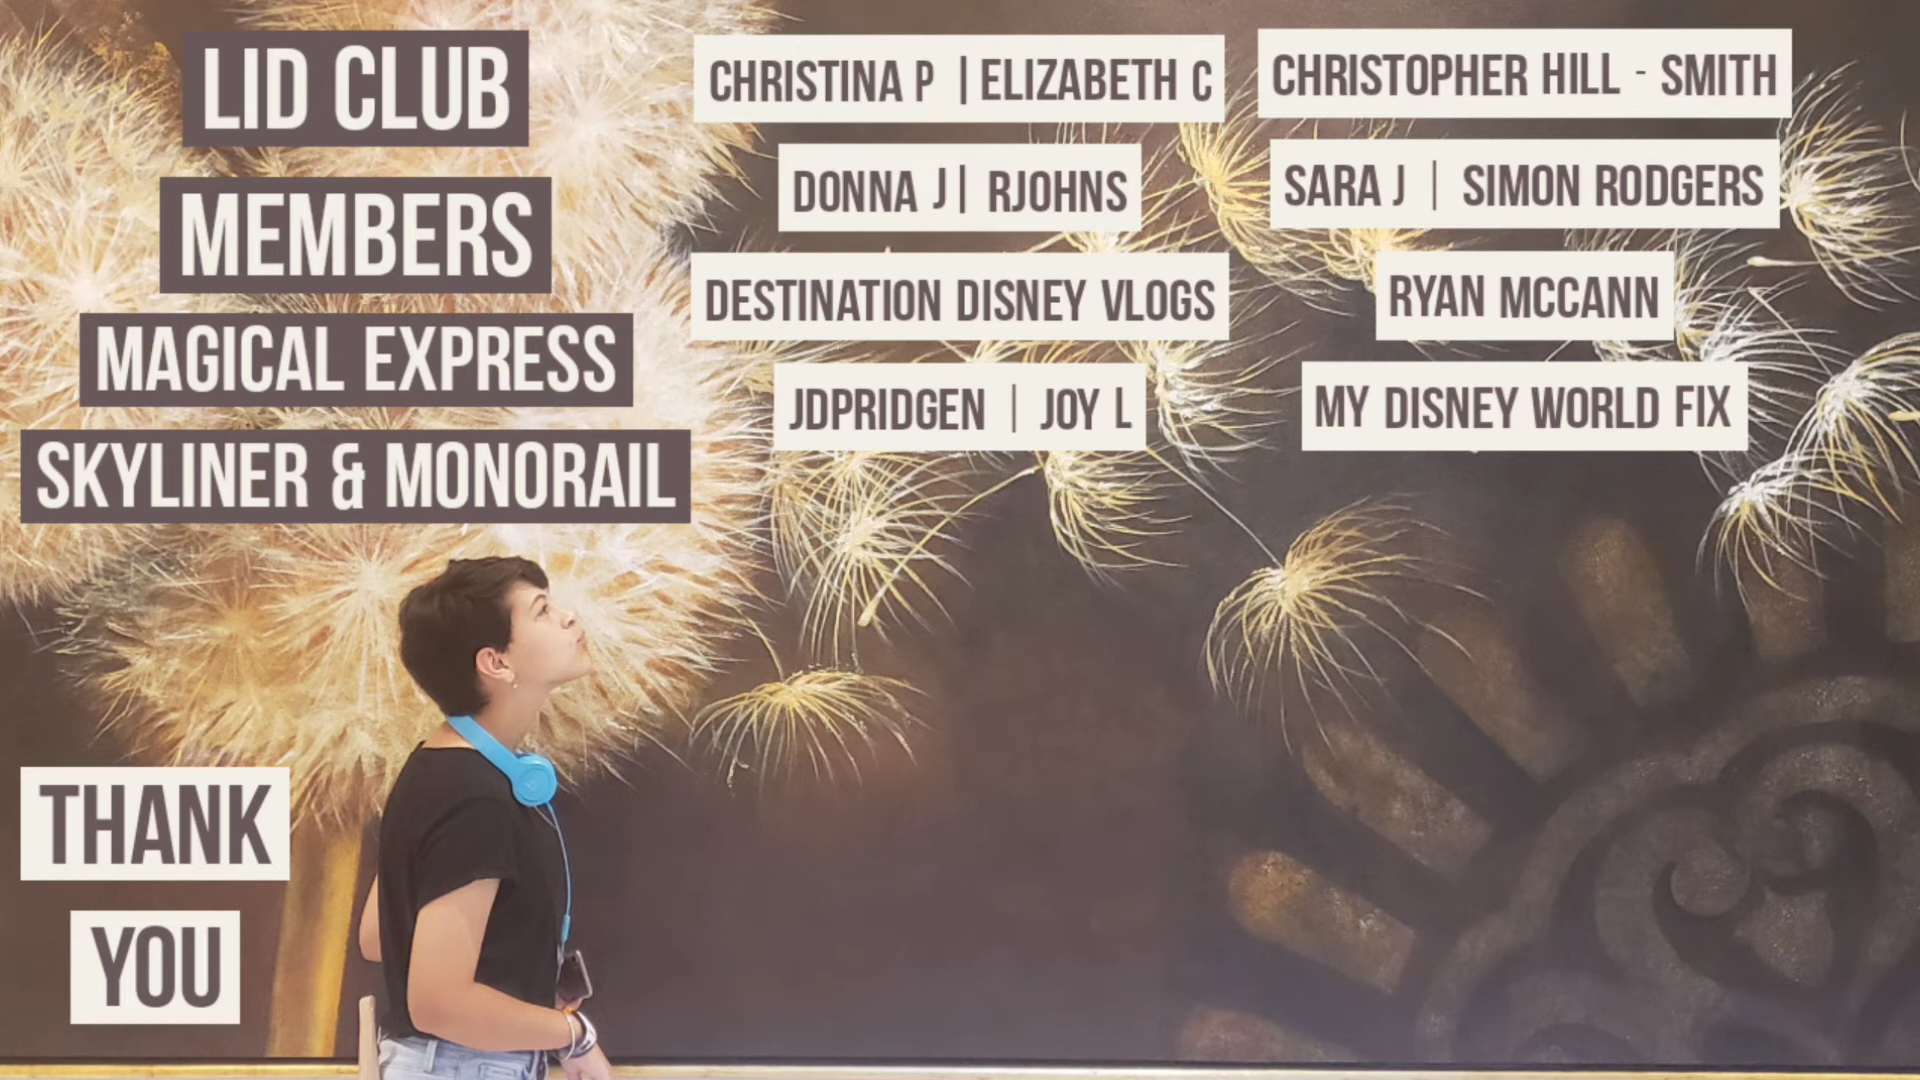 LID CLUB
MEMBERS
MAGICAL EXPRESS
SKYLINER & MONORAIL
THANK
YOU
CHRISTINA P | ELIZABETH C
DONNA J | RJOHNS
DESTINATION DISNEY VLOGS
JDPRIDGEN | JOY L
CHRISTOPHER HILL - SMITH
SARA J | SIMON RODGERS
RYAN MCCANN
MY DISNEY WORLD FIX